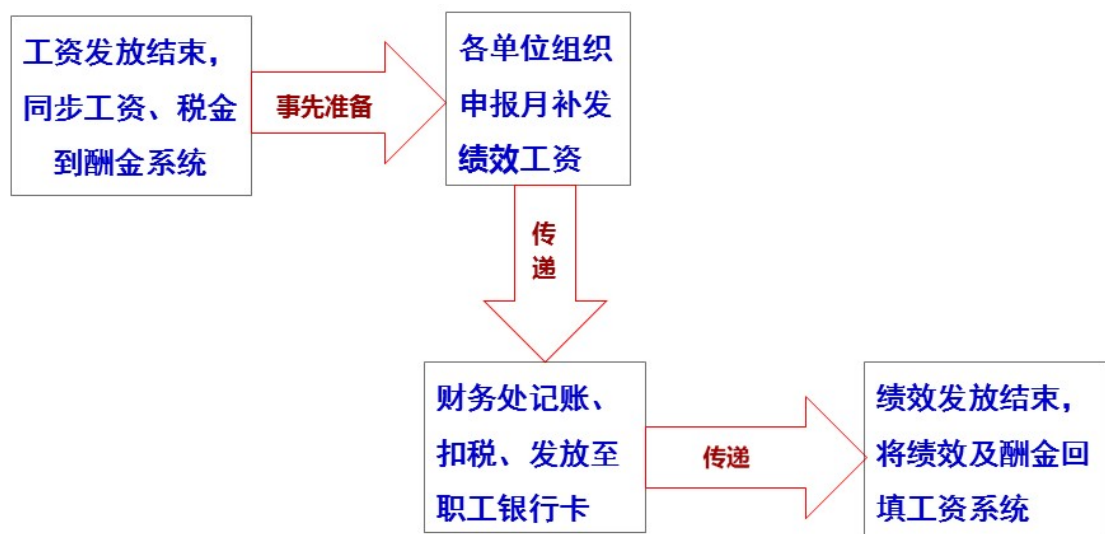 工资发放结束，
同步工资、税金
到酬金系统
事先准备
各单位组织
申报月补发
绩效工资
传
递
财务处记账、
扣税、发放至
职工银行卡
传递
绩效发放结束，
将绩效及酬金回
填工资系统